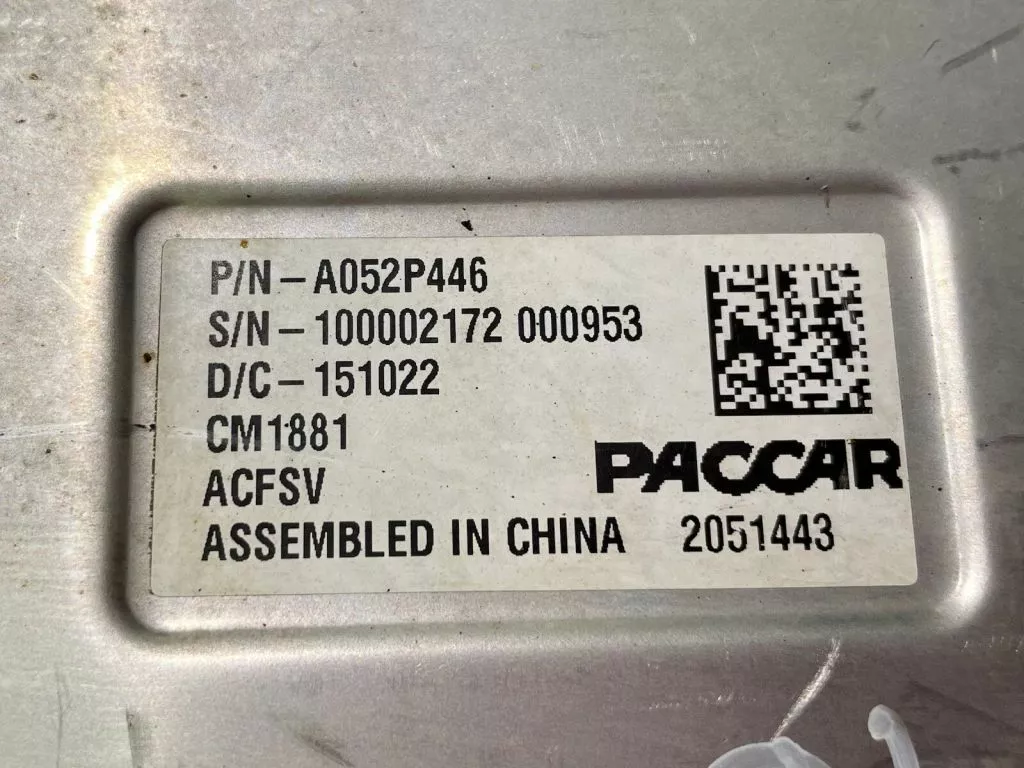 P/N – A052P446
S/N – 100002172 000953
D/C – 151022
CM1881
ACFSV
PACCAR
ASSEMBLED IN CHINA 2051443